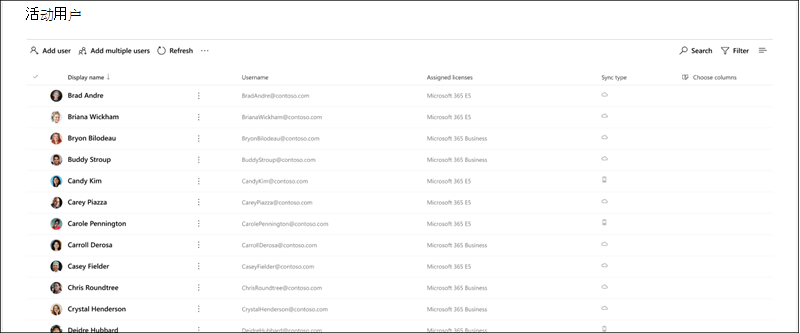 活动用户
Add user Add multiple users Refresh ... Search Filter
Display name ↓ Username Assigned licenses Sync type Choose columns
Brad Andre BradAndre@contoso.com Microsoft 365 E5
Briana Wickham BrianaWickham@contoso.com Microsoft 365 E5
Bryon Bilodeau BryonBilodeau@contoso.com Microsoft 365 Business
Buddy Stroup BuddyStroup@contoso.com Microsoft 365 Business
Candy Kim CandyKim@contoso.com Microsoft 365 E5
Carey Piazza CareyPiazza@contoso.com Microsoft 365 E5
Carole Pennington CarolePennington@contoso.com Microsoft 365 E5
Carroll Derosa CarrollDerosa@contoso.com Microsoft 365 Business
Casey Fielder CaseyFielder@contoso.com Microsoft 365 E5
Chris Roundtree ChrisRoundtree@contoso.com Microsoft 365 Business
Crystal Henderson CrystalHenderson@contoso.com Microsoft 365 Business
Deidre Hubbard DeidreHubbard@contoso.com Microsoft 365 Business